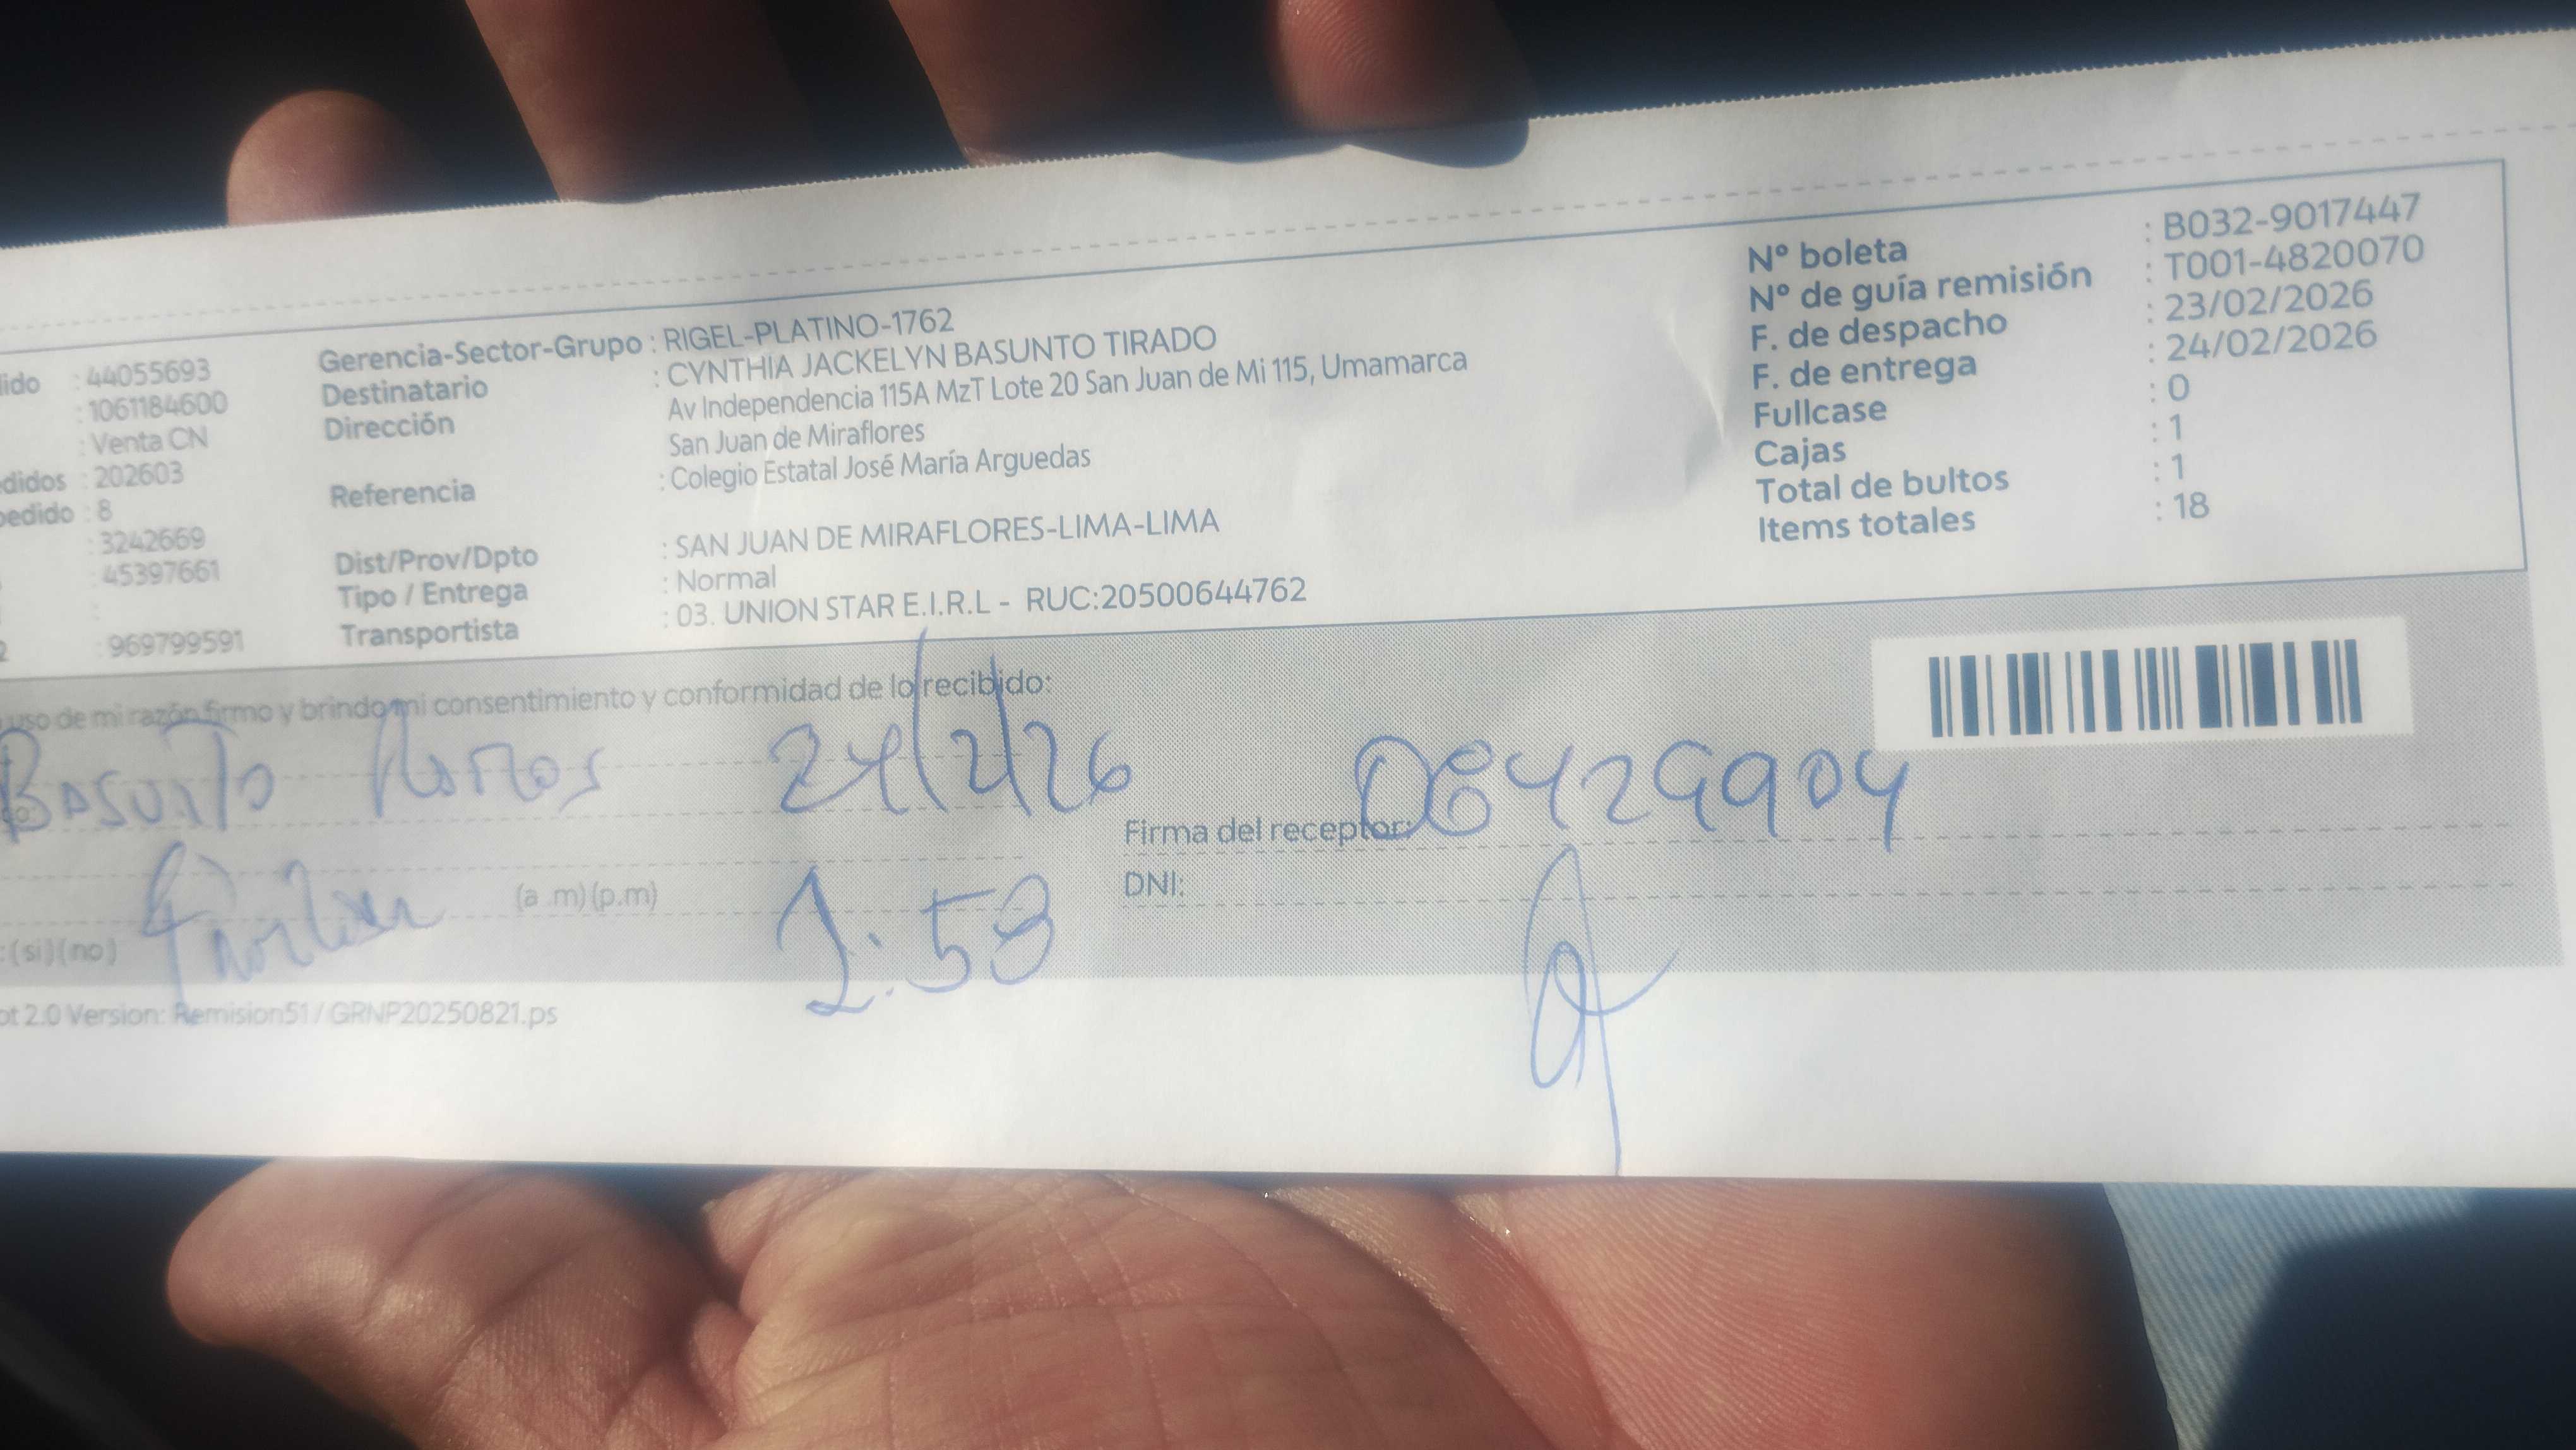 ido : 44055693
: 1061184600
: Venta CN
edidos : 202603
pedido : 8
: 3242669
: 45397661
:
2 : 969799591
Gerencia-Sector-Grupo : RIGEL-PLATINO-1762
Destinatario : CYNTHIA JACKELYN BASUNTO TIRADO
Dirección Av Independencia 115A MzT Lote 20 San Juan de Mi 115, Umamarca
San Juan de Miraflores
Referencia : Colegio Estatal José María Arguedas
Dist/Prov/Dpto : SAN JUAN DE MIRAFLORES-LIMA-LIMA
Tipo / Entrega : Normal
Transportista : 03. UNION STAR E.I.R.L - RUC:20500644762
Nº boleta : B032-9017447
Nº de guía remisión : T001-4820070
F. de despacho : 23/02/2026
F. de entrega : 24/02/2026
Fullcase : 0
Cajas : 1
Total de bultos : 1
Items totales : 18
uso de mi razón firmo y brindo mi consentimiento y conformidad de lo recibido:
Basunto 24/2/26 08429904
Firma del receptor:
(a .m) (p.m) 1:58 DNI:
: (si) (no)
ot 2.0 Version: Remision51 / GRNP20250821.ps